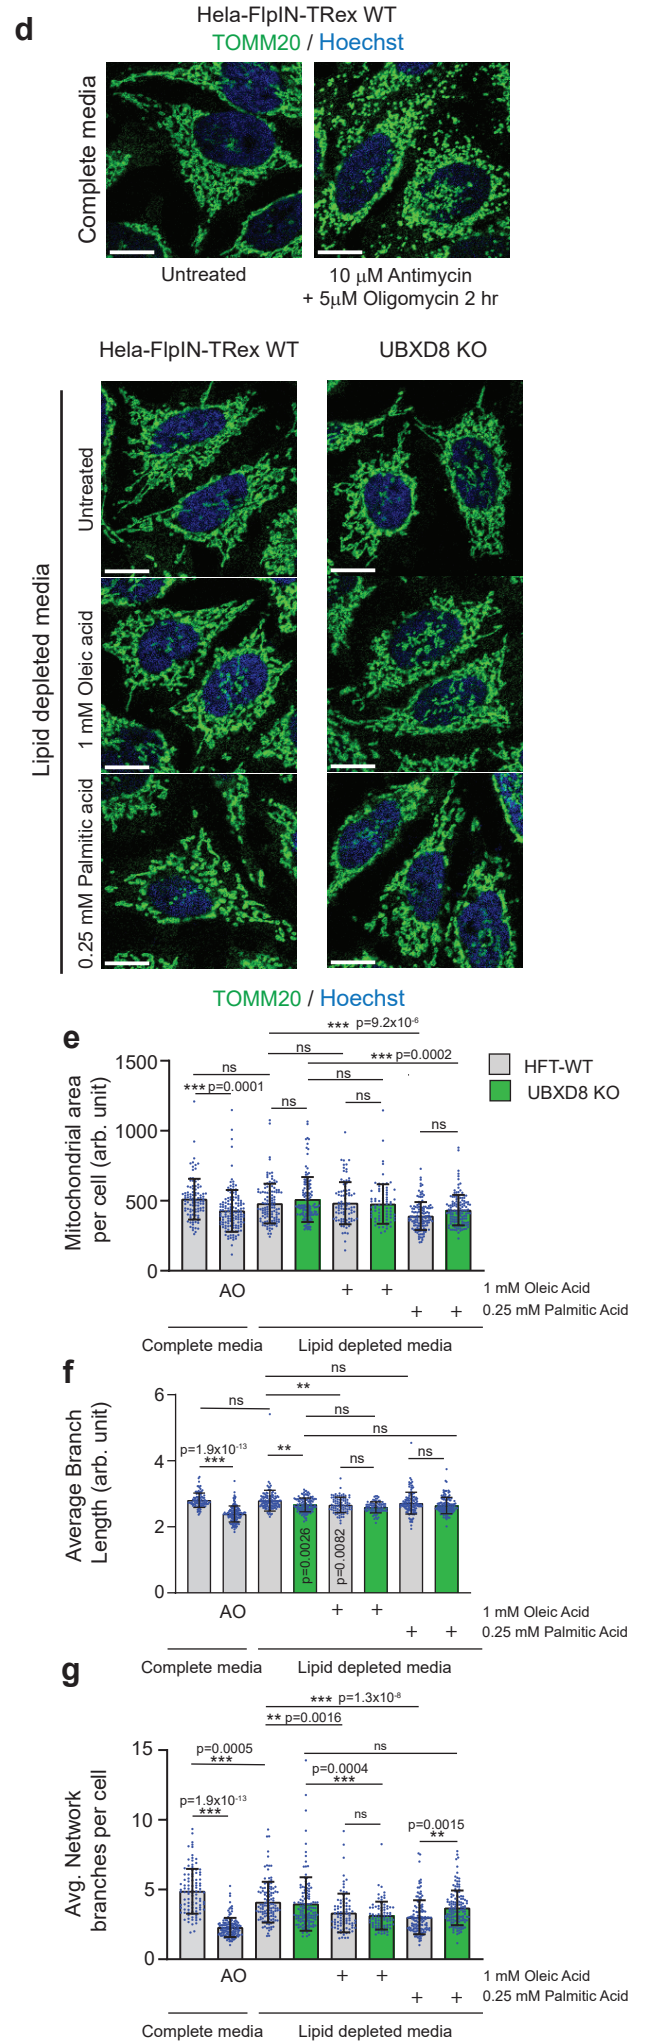 d
Hela-FlpIN-TRex WT
TOMM20 / Hoechst
Complete media
Untreated
10 μM Antimycin
+ 5μM Oligomycin 2 hr
Hela-FlpIN-TRex WT
UBXD8 KO
Lipid depleted media
Untreated
1 mM Oleic acid
0.25 mM Palmitic acid
TOMM20 / Hoechst
e
*** p=9.2x10-6
ns
*** p=0.0002
ns
ns
*** p=0.0001
ns
ns
ns
HFT-WT
UBXD8 KO
Mitochondrial area
per cell (arb. unit)
1500
1000
500
0
AO
+ +
1 mM Oleic Acid
+ +
0.25 mM Palmitic Acid
Complete media
Lipid depleted media
f
ns
**
ns
ns
ns
p=1.9x10-13
***
**
ns
ns
Average Branch
Length (arb. unit)
6
4
2
0
p=0.0026
p=0.0082
AO
+ +
1 mM Oleic Acid
+ +
0.25 mM Palmitic Acid
Complete media
Lipid depleted media
g
*** p=1.3x10-8
** p=0.0016
ns
p=0.0005
***
p=0.0004
***
p=1.9x10-13
***
ns
p=0.0015
**
Avg. Network
branches per cell
15
10
5
0
AO
+ +
1 mM Oleic Acid
+ +
0.25 mM Palmitic Acid
Complete media
Lipid depleted media